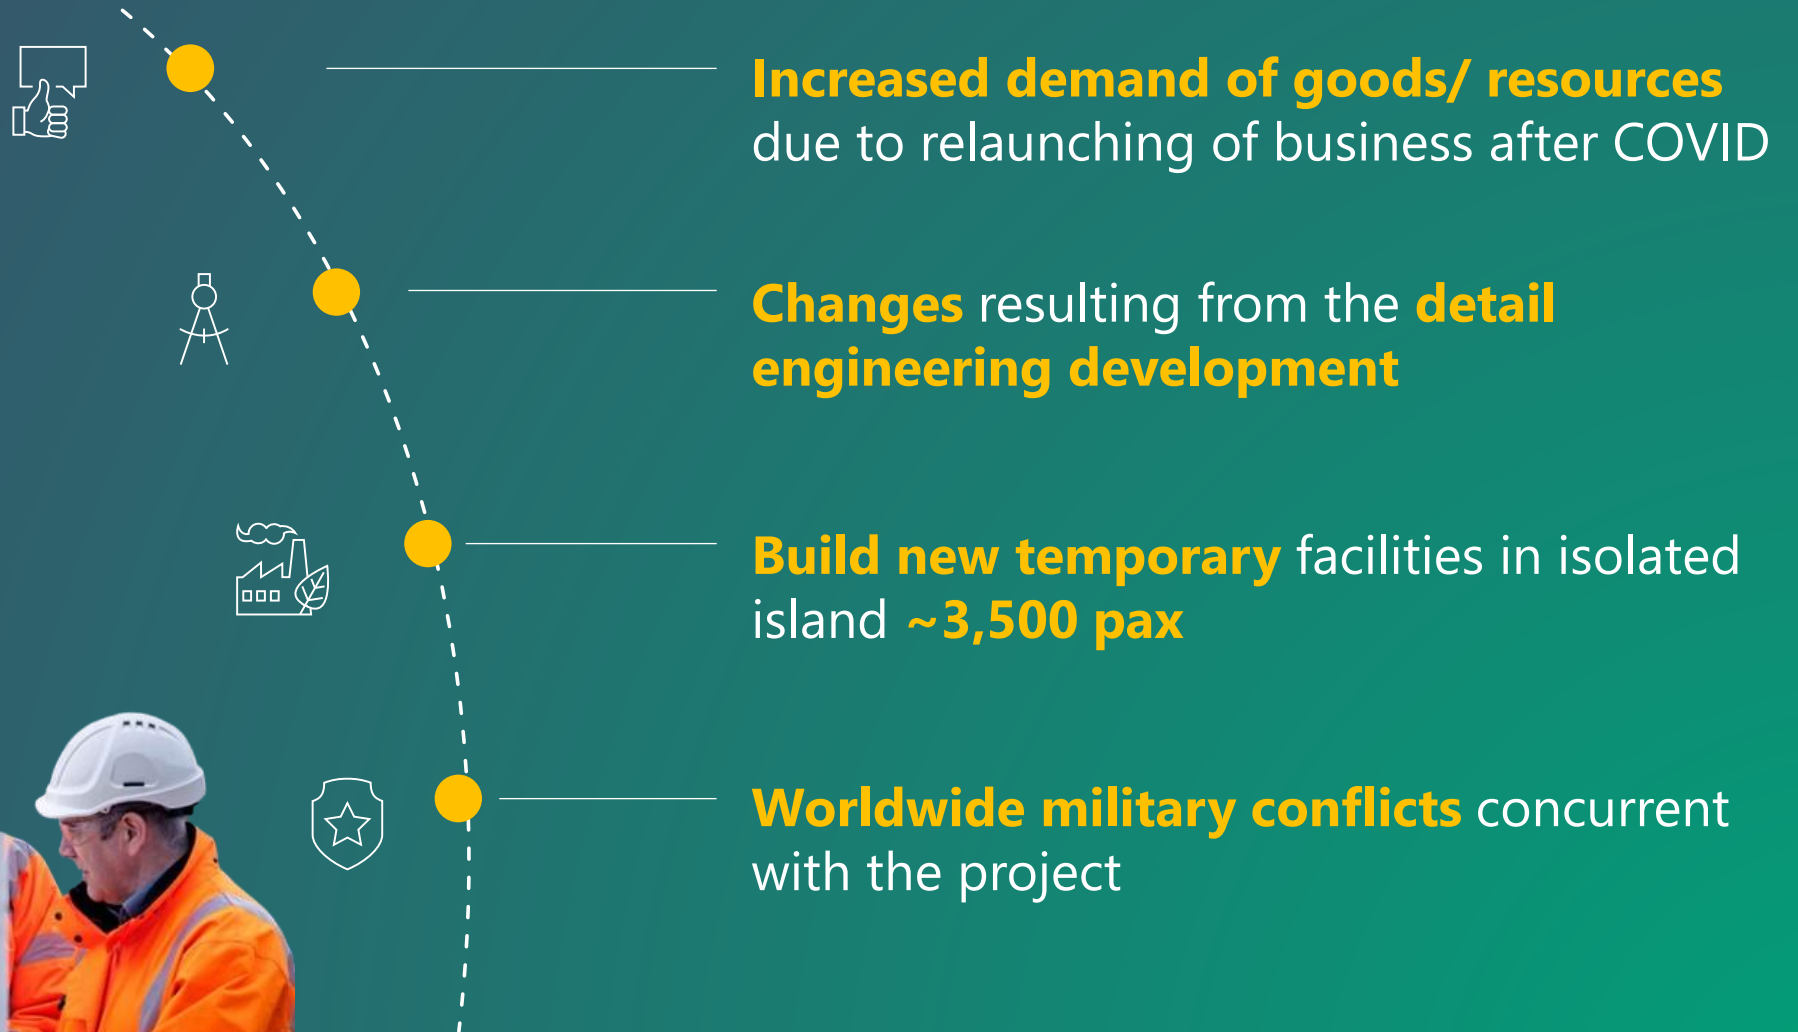 Increased demand of goods/ resources
due to relaunching of business after COVID
Changes resulting from the detail
engineering development
Build new temporary facilities in isolated
island ~3,500 pax
Worldwide military conflicts concurrent
with the project